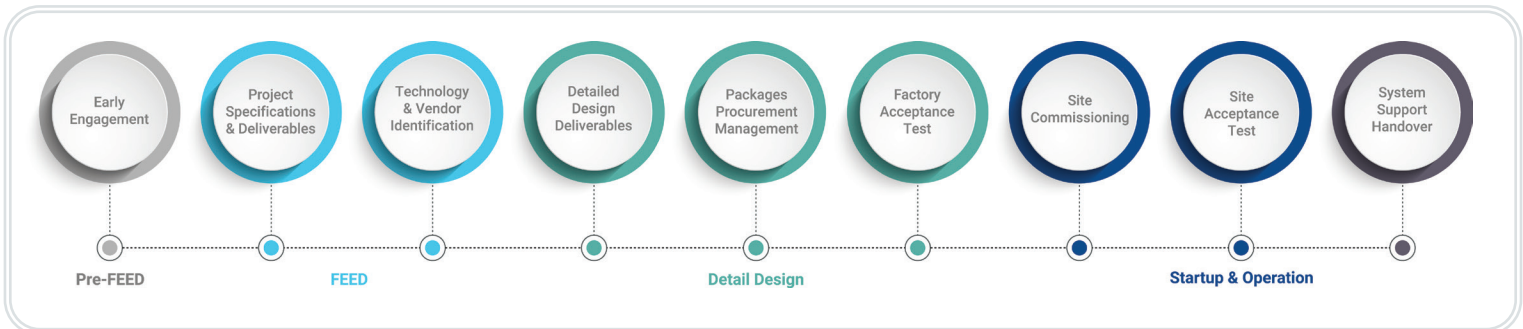 Early
Engagement
Project
Specifications
& Deliverables
Technology
& Vendor
Identification
Detailed
Design
Deliverables
Packages
Procurement
Management
Factory
Acceptance
Test
Site
Commissioning
Site
Acceptance
Test
System
Support
Handover
Pre-FEED
FEED
Detail Design
Startup & Operation